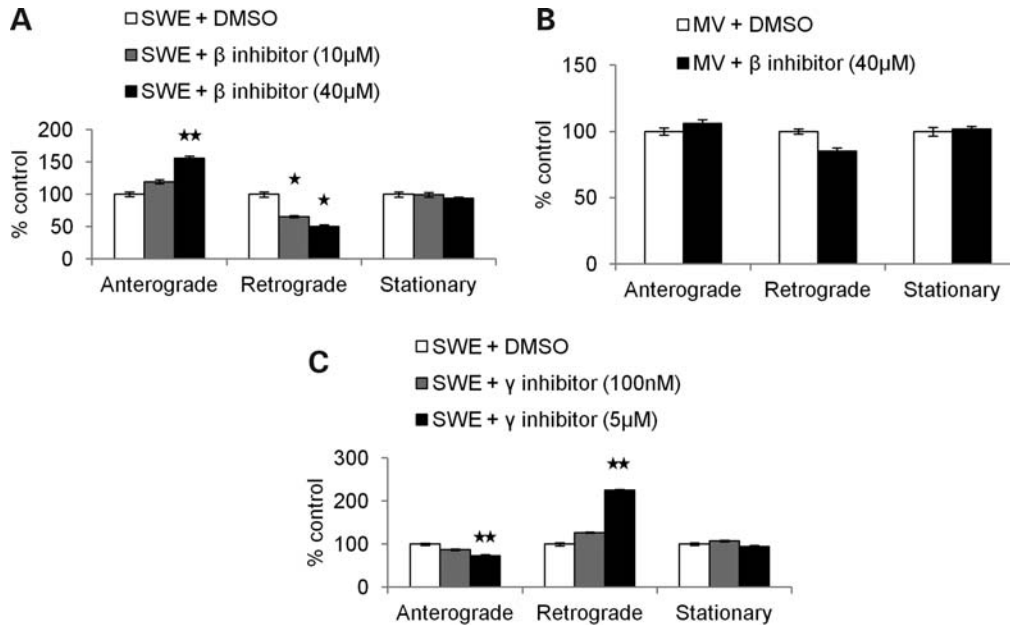 A
SWE + DMSO
SWE + β inhibitor (10µM)
SWE + β inhibitor (40µM)
% control
200
150
100
50
0
★★
★
★
Anterograde Retrograde Stationary
B
MV + DMSO
MV + β inhibitor (40µM)
% control
150
100
50
0
Anterograde Retrograde Stationary
C
SWE + DMSO
SWE + γ inhibitor (100nM)
SWE + γ inhibitor (5µM)
% control
300
200
100
0
★★
★★
Anterograde Retrograde Stationary